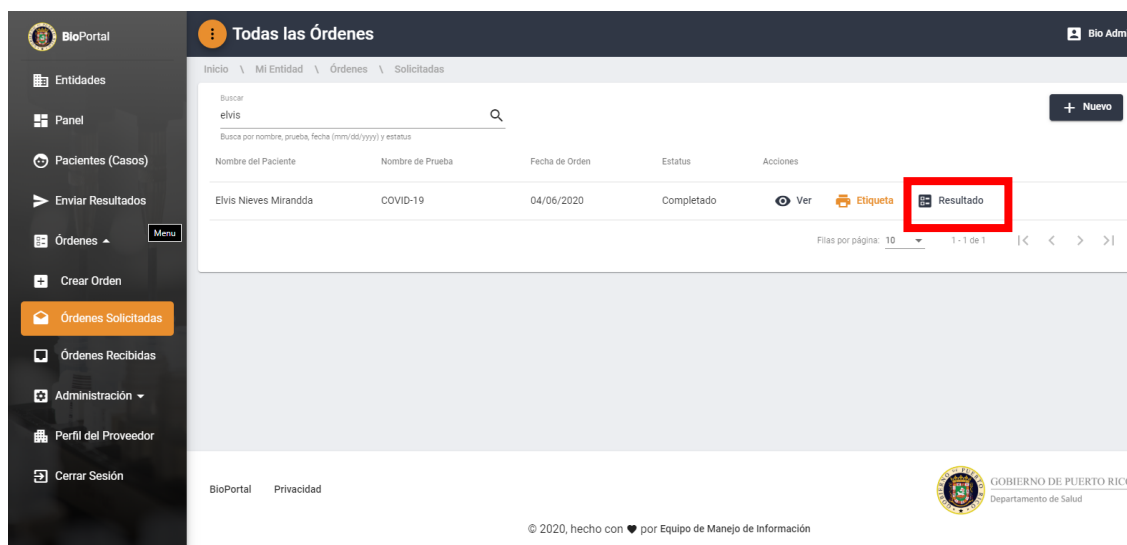 BioPortal
Todas las Órdenes
Bio Adm
Entidades
Panel
Pacientes (Casos)
Enviar Resultados
Órdenes
Menu
Crear Orden
Órdenes Solicitadas
Órdenes Recibidas
Administración
Perfil del Proveedor
Cerrar Sesión
Inicio \ Mi Entidad \ Órdenes \ Solicitadas
Buscar
elvis
Busca por nombre, prueba, fecha (mm/dd/yyyy) y estatus
+ Nuevo
Nombre del Paciente Nombre de Prueba Fecha de Orden Estatus Acciones
Elvis Nieves Mirandda COVID-19 04/06/2020 Completado Ver Etiqueta Resultado
Filas por página: 10 1 - 1 de 1
BioPortal Privacidad
GOBIERNO DE PUERTO RICO
Departamento de Salud
© 2020, hecho con ♥ por Equipo de Manejo de Información